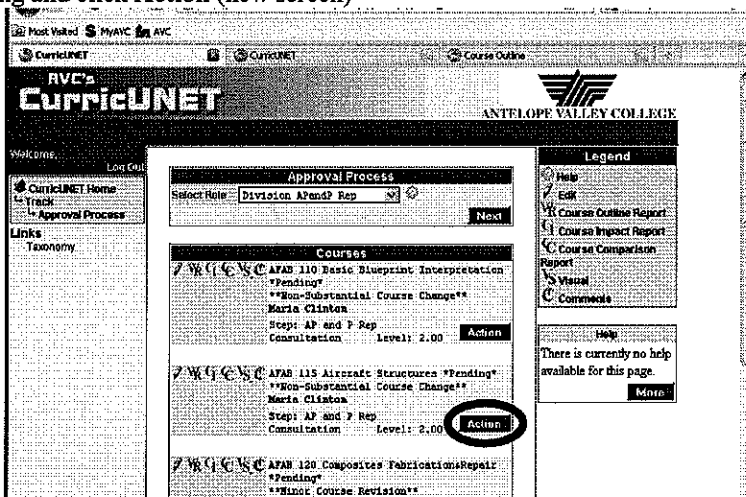 and click Action (new screen)
Most Visited MyAVC AVC
CurricUNET CurricUNET Course Outline
AVC's
CurricUNET
ANTELOPE VALLEY COLLEGE
Welcome,
Log Out
CurricUNET Home
Track
Approval Process
Links
Taxonomy
Approval Process
Select Role: Division APandP Rep
Next
Courses
AFAB 110 Basic Blueprint Interpretation
*Pending*
**Non-Substantial Course Change**
Maria Clinton
Step: AP and P Rep
Consultation Level: 2.00 Action
AFAB 115 Aircraft Structures *Pending*
**Non-Substantial Course Change**
Maria Clinton
Step: AP and P Rep
Consultation Level: 2.00 Action
AFAB 120 Composites Fabrication&Repair
*Pending*
**Minor Course Revision**
Legend
Help
Edit
Course Outline Report
Course Impact Report
Course Comparison
Report
Visual
Comments
Help
There is currently no help
available for this page.
More